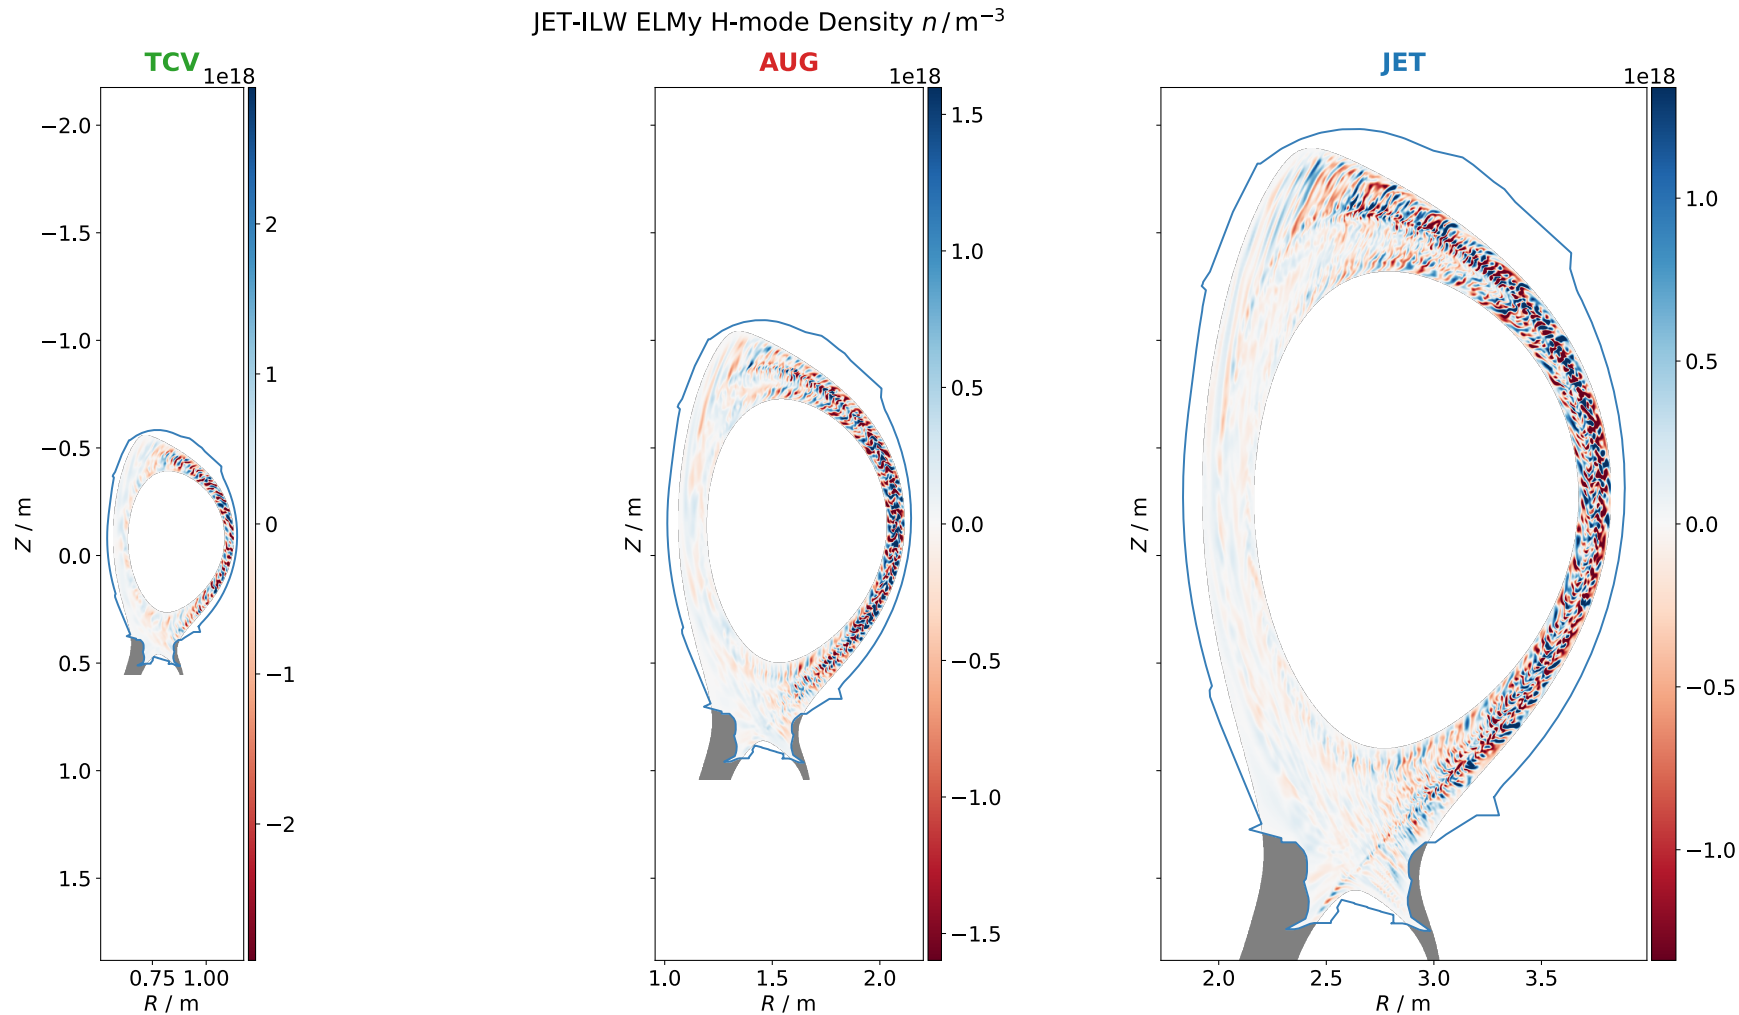 JET-ILW ELMy H-mode Density n / m⁻³
TCV
1e18
−2.0
−1.5
−1.0
−0.5
0.0
0.5
1.0
1.5
Z / m
0.75 1.00
R / m
2
1
0
−1
−2
AUG
1e18
Z / m
1.0 1.5 2.0
R / m
1.5
1.0
0.5
0.0
−0.5
−1.0
−1.5
JET
1e18
Z / m
2.0 2.5 3.0 3.5
R / m
1.0
0.5
0.0
−0.5
−1.0